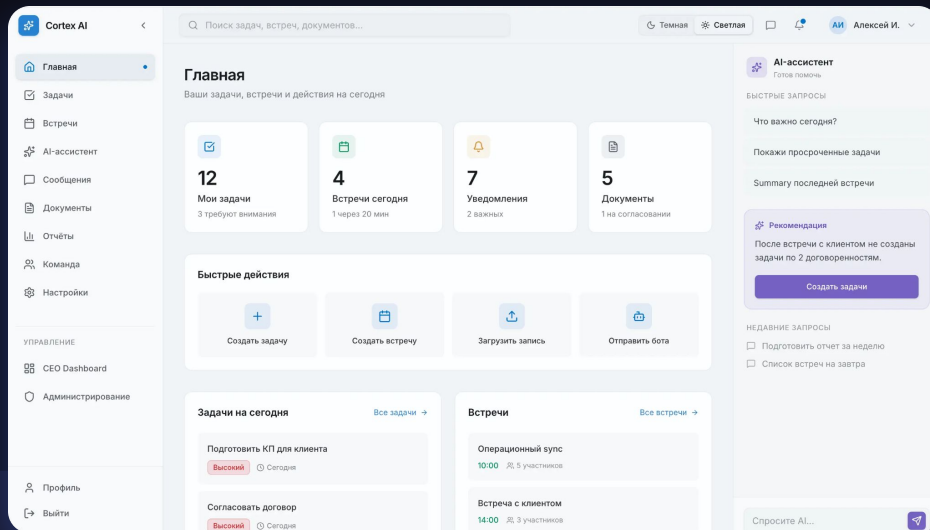 Cortex AI
Поиск задач, встреч, документов...
Темная
Светлая
АИ
Алексей И.
Главная
Задачи
Встречи
AI-ассистент
Сообщения
Документы
Отчёты
Команда
Настройки
УПРАВЛЕНИЕ
CEO Dashboard
Администрирование
Профиль
Выйти
Главная
Ваши задачи, встречи и действия на сегодня
12
Мои задачи
3 требуют внимания
4
Встречи сегодня
1 через 20 мин
7
Уведомления
2 важных
5
Документы
1 на согласовании
Быстрые действия
Создать задачу
Создать встречу
Загрузить запись
Отправить бота
Задачи на сегодня
Все задачи →
Подготовить КП для клиента
Высокий
Сегодня
Согласовать договор
Высокий
Сегодня
Встречи
Все встречи →
Операционный sync
10:00
5 участников
Встреча с клиентом
14:00
3 участников
AI-ассистент
Готов помочь
БЫСТРЫЕ ЗАПРОСЫ
Что важно сегодня?
Покажи просроченные задачи
Summary последней встречи
Рекомендация
После встречи с клиентом не созданы
задачи по 2 договоренностям.
Создать задачи
НЕДАВНИЕ ЗАПРОСЫ
Подготовить отчет за неделю
Список встреч на завтра
Спросите AI...